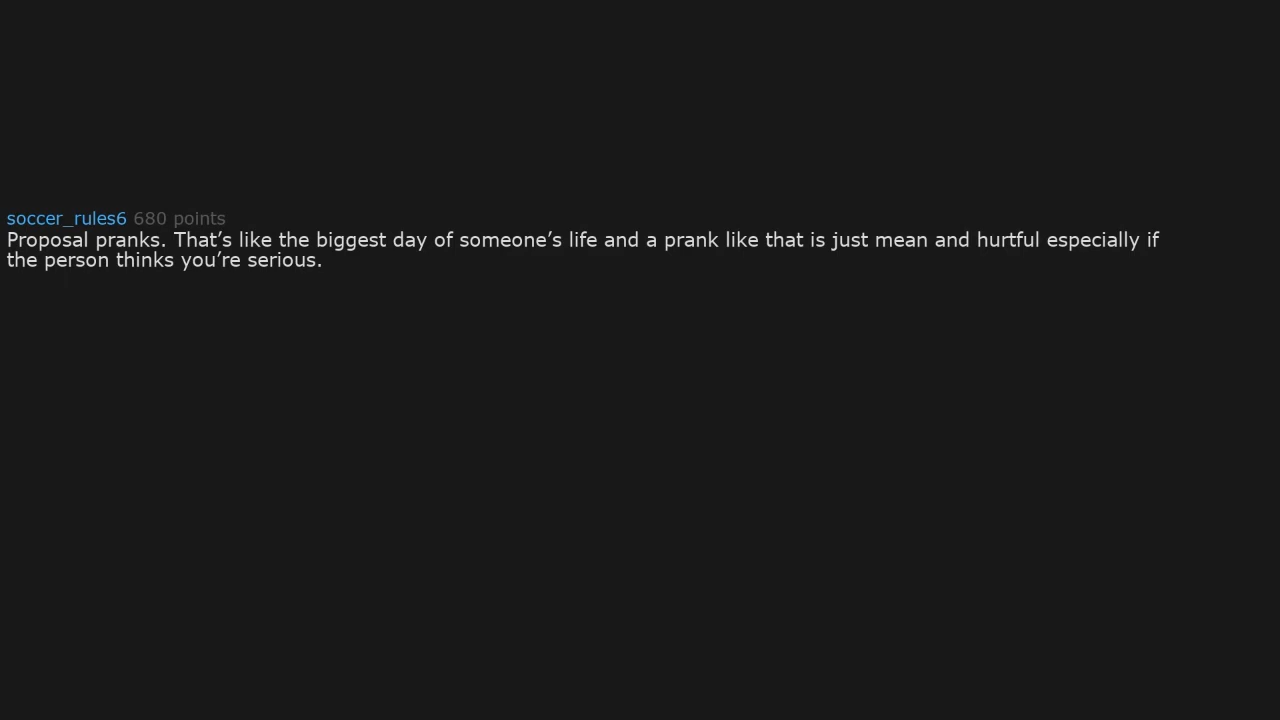 soccer_rules6 680 points
Proposal pranks. That’s like the biggest day of someone’s life and a prank like that is just mean and hurtful especially if
the person thinks you’re serious.